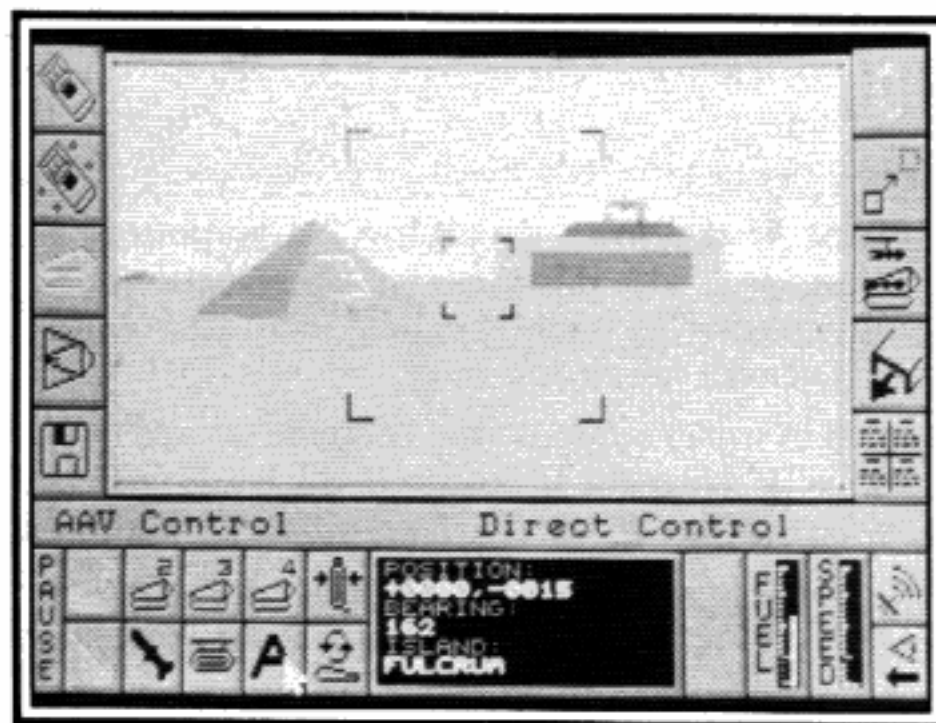 AAV Control
Direct Control
PAUSE
2
3
4
A
POSITION:
+0000,-0015
BEARING:
162
ISLAND:
FULCRUM
FUEL
SPEED